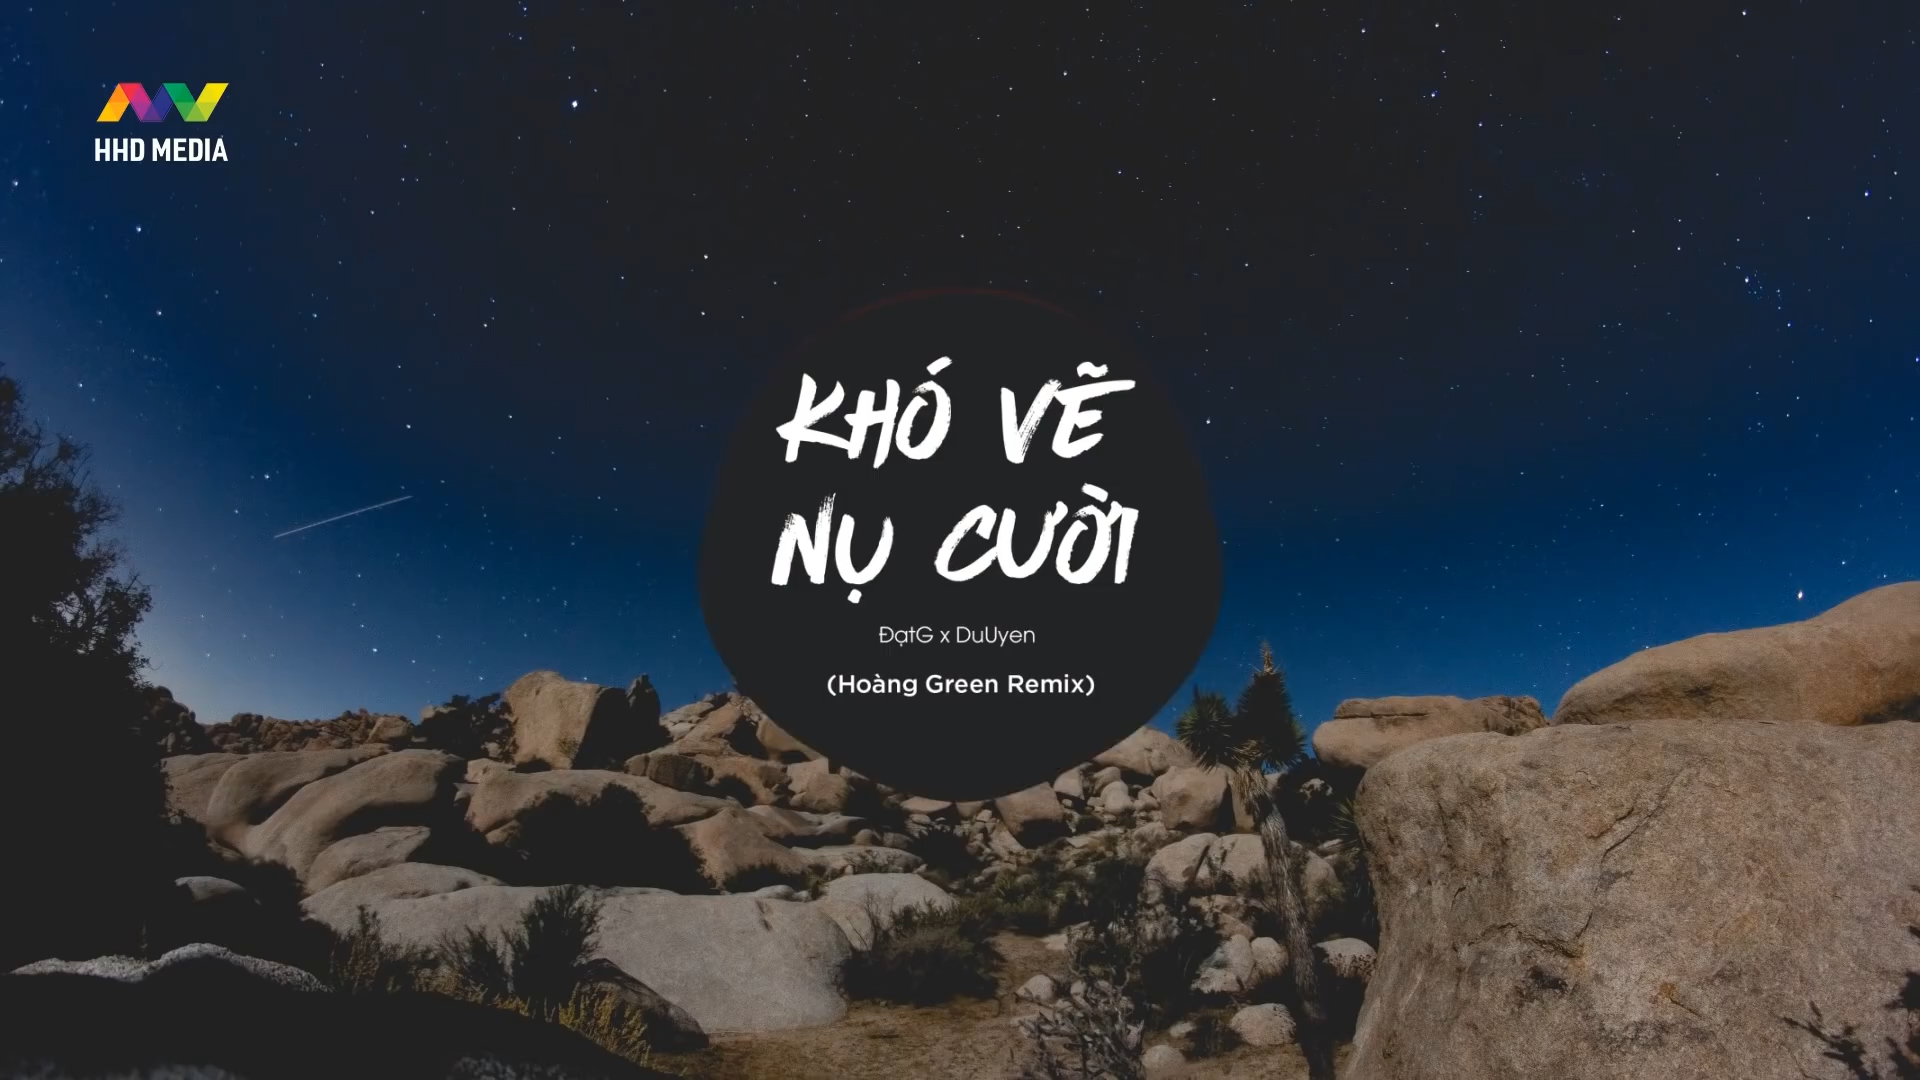 HHD MEDIA
KHÓ VẼ
NỤ CƯỜI
ĐạtG x DuUyen
(Hoàng Green Remix)